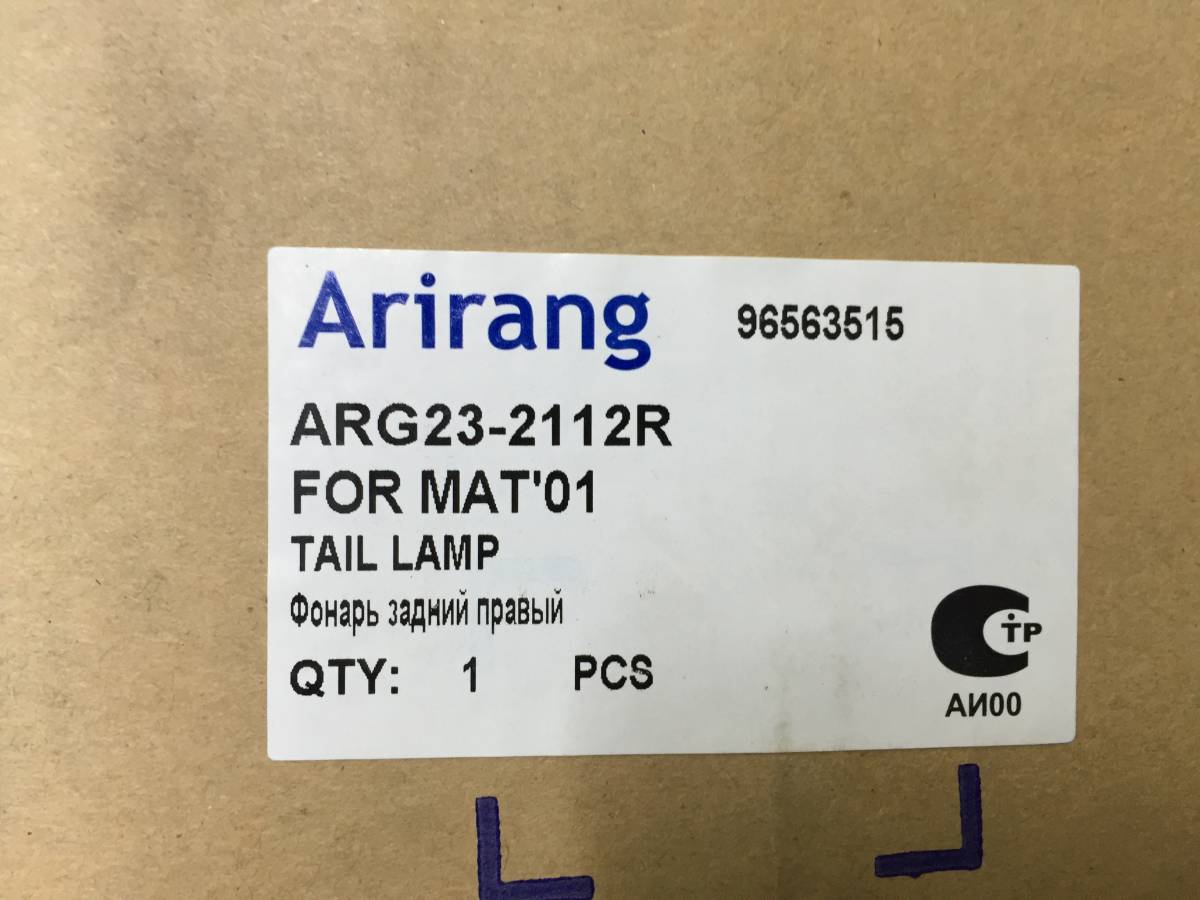 Arirang 96563515
ARG23-2112R
FOR MAT'01
TAIL LAMP
Фонарь задний правый
QTY: 1 PCS
ТР
АИ00